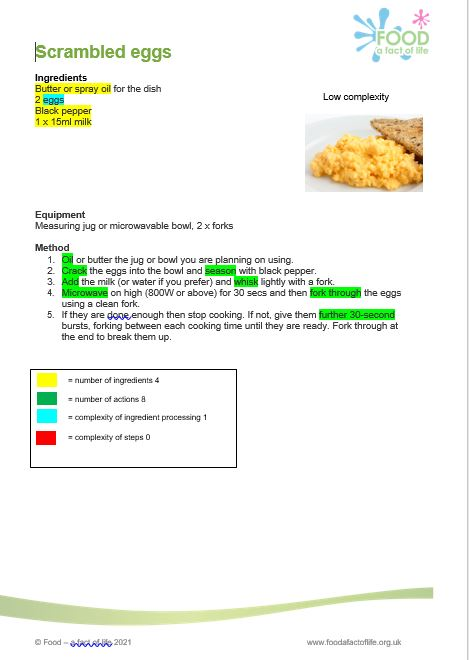 FOOD
a fact of life
Scrambled eggs
Ingredients
Butter or spray oil for the dish
2 eggs
Black pepper
1 x 15ml milk
Low complexity
Equipment
Measuring jug or microwavable bowl, 2 x forks
Method
1. Oil or butter the jug or bowl you are planning on using.
2. Crack the eggs into the bowl and season with black pepper.
3. Add the milk (or water if you prefer) and whisk lightly with a fork.
4. Microwave on high (800W or above) for 30 secs and then fork through the eggs
using a clean fork.
5. If they are done enough then stop cooking. If not, give them further 30-second
bursts, forking between each cooking time until they are ready. Fork through at
the end to break them up.
= number of ingredients 4
= number of actions 8
= complexity of ingredient processing 1
= complexity of steps 0
© Food – a fact of life 2021
www.foodafactoflife.org.uk